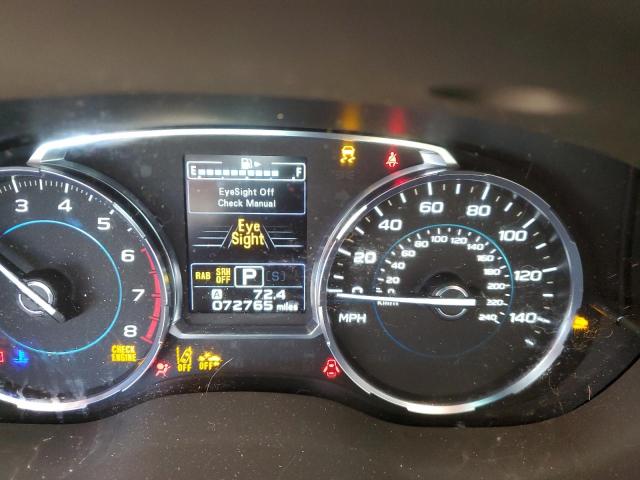 E F
EyeSight Off
Check Manual
Eye
Sight
RAB SRH OFF P [S]
A 72.4
072765 miles
3 4 5 6 7 8
CHECK
ENGINE
OFF OFF
20 40 60 80 100 120 140
MPH
20 40 60 80 100 120 140 160 180 200 220 240